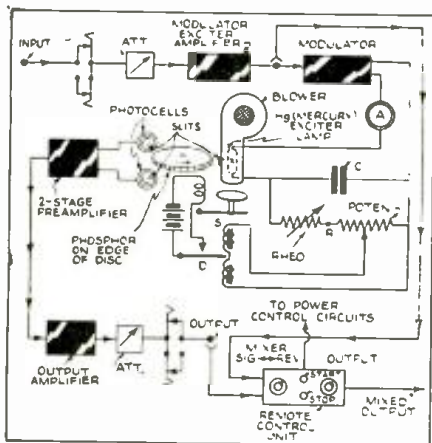 MODULATOR
EXCITER
AMPLIFIER
INPUT
ATT.
MODULATOR
BLOWER
PHOTOCELLS
SLITS
Hg (MERCURY)
EXCITER
LAMP
A
C
2-STAGE
PREAMPLIFIER
PHOSPHOR
ON EDGE
OF DISC
S
D
R
RHEO
TO POWER
CONTROL CIRCUITS
OUTPUT
MIXER
SIG
REV
OUTPUT
START
STOP
OUTPUT
AMPLIFIER
ATT.
REMOTE
CONTROL
UNIT
MIXED
OUTPUT